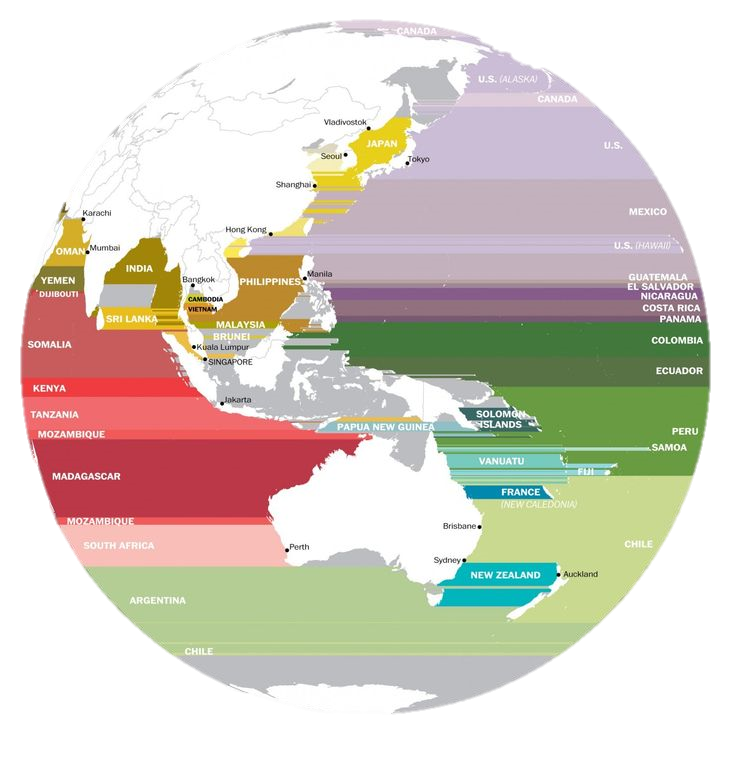 CANADA
U.S. (ALASKA)
CANADA
Vladivostok
JAPAN
U.S.
Seoul
Tokyo
Shanghai
Karachi
MEXICO
Hong Kong
Mumbai
OMAN
U.S. (HAWAII)
INDIA
Manila
YEMEN
Bangkok
PHILIPPINES
GUATEMALA
EL SALVADOR
DJIBOUTI
CAMBODIA
NICARAGUA
VIETNAM
COSTA RICA
SRI LANKA
PANAMA
MALAYSIA
BRUNEI
COLOMBIA
SOMALIA
Kuala Lumpur
SINGAPORE
ECUADOR
KENYA
Jakarta
TANZANIA
SOLOMON
ISLANDS
PAPUA NEW GUINEA
PERU
MOZAMBIQUE
SAMOA
VANUATU
FIJI
MADAGASCAR
FRANCE
(NEW CALEDONIA)
MOZAMBIQUE
Brisbane
SOUTH AFRICA
Perth
CHILE
Sydney
NEW ZEALAND
Auckland
ARGENTINA
CHILE